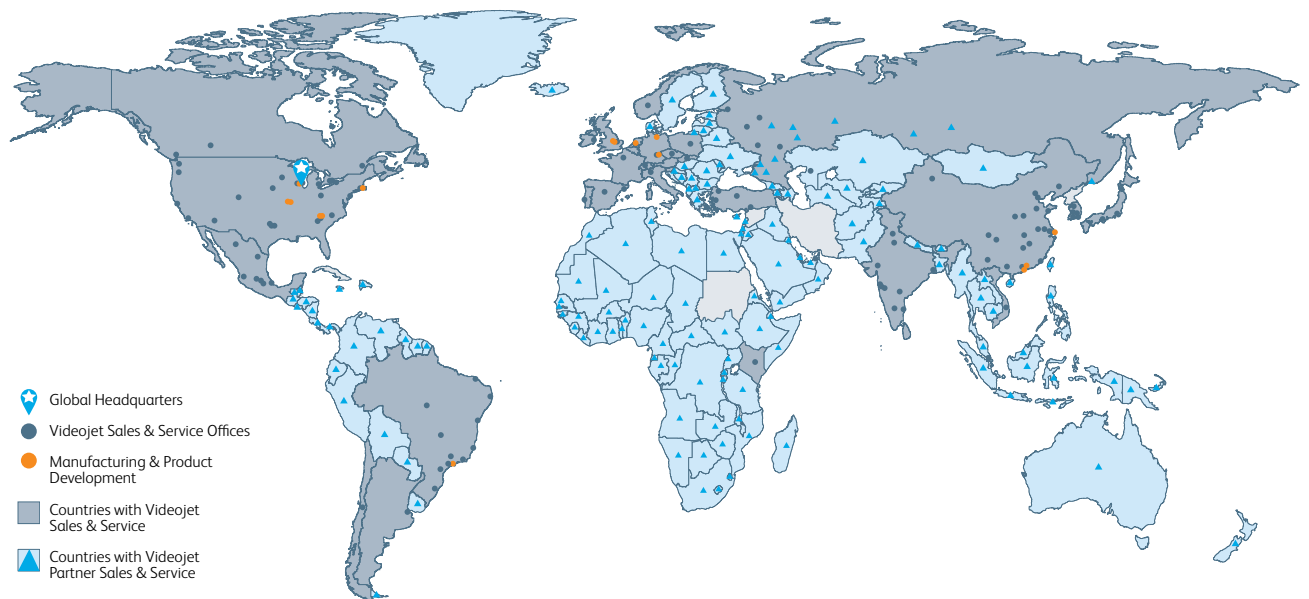 Global Headquarters
Videojet Sales & Service Offices
Manufacturing & Product
Development
Countries with Videojet
Sales & Service
Countries with Videojet
Partner Sales & Service